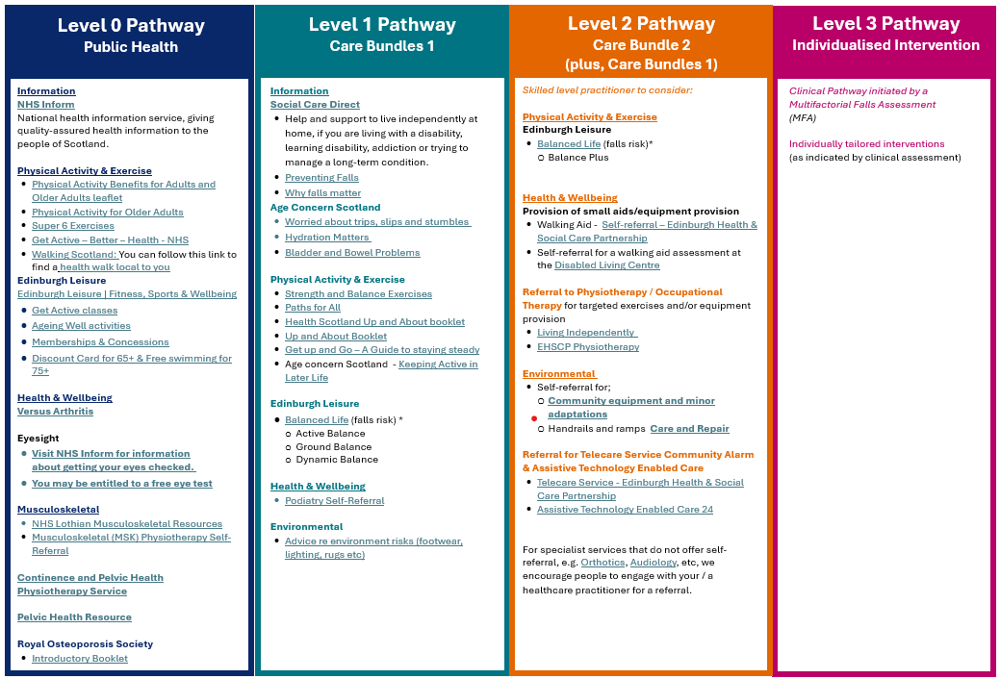 Level 0 Pathway
Public Health
Information
NHS Inform
National health information service, giving
quality-assured health information to the
people of Scotland.
Physical Activity & Exercise
• Physical Activity Benefits for Adults and
Older Adults leaflet
• Physical Activity for Older Adults
• Super 6 Exercises
• Get Active – Better – Health - NHS
• Walking Scotland: You can follow this link to
find a health walk local to you
Edinburgh Leisure
Edinburgh Leisure | Fitness, Sports & Wellbeing
• Get Active classes
• Ageing Well activities
• Memberships & Concessions
• Discount Card for 65+ & Free swimming for
75+
Health & Wellbeing
Versus Arthritis
Eyesight
• Visit NHS Inform for information
about getting your eyes checked.
• You may be entitled to a free eye test
Musculoskeletal
• NHS Lothian Musculoskeletal Resources
• Musculoskeletal (MSK) Physiotherapy Self-
Referral
Continence and Pelvic Health
Physiotherapy Service
Pelvic Health Resource
Royal Osteoporosis Society
• Introductory Booklet
Level 1 Pathway
Care Bundles 1
Information
Social Care Direct
• Help and support to live independently at
home, if you are living with a disability,
learning disability, addiction or trying to
manage a long-term condition.
• Preventing Falls
• Why falls matter
Age Concern Scotland
• Worried about trips, slips and stumbles
• Hydration Matters
• Bladder and Bowel Problems
Physical Activity & Exercise
• Strength and Balance Exercises
• Paths for All
• Health Scotland Up and About booklet
• Up and About Booklet
• Get up and Go – A Guide to staying steady
• Age concern Scotland - Keeping Active in
Later Life
Edinburgh Leisure
• Balanced Life (falls risk) *
o Active Balance
o Ground Balance
o Dynamic Balance
Health & Wellbeing
• Podiatry Self-Referral
Environmental
• Advice re environment risks (footwear,
lighting, rugs etc)
Level 2 Pathway
Care Bundle 2
(plus, Care Bundles 1)
Skilled level practitioner to consider:
Physical Activity & Exercise
Edinburgh Leisure
• Balanced Life (falls risk)*
o Balance Plus
Health & Wellbeing
Provision of small aids/equipment provision
• Walking Aid - Self-referral – Edinburgh Health &
Social Care Partnership
• Self-referral for a walking aid assessment at
the Disabled Living Centre
Referral to Physiotherapy / Occupational
Therapy for targeted exercises and/or equipment
provision
• Living Independently
• EHSCP Physiotherapy
Environmental
• Self-referral for;
o Community equipment and minor
adaptations
o Handrails and ramps Care and Repair
Referral for Telecare Service Community Alarm
& Assistive Technology Enabled Care
• Telecare Service - Edinburgh Health & Social
Care Partnership
• Assistive Technology Enabled Care 24
For specialist services that do not offer self-
referral, e.g. Orthotics, Audiology, etc, we
encourage people to engage with your / a
healthcare practitioner for a referral.
Level 3 Pathway
Individualised Intervention
Clinical Pathway initiated by a
Multifactorial Falls Assessment
(MFA)
Individually tailored interventions
(as indicated by clinical assessment)